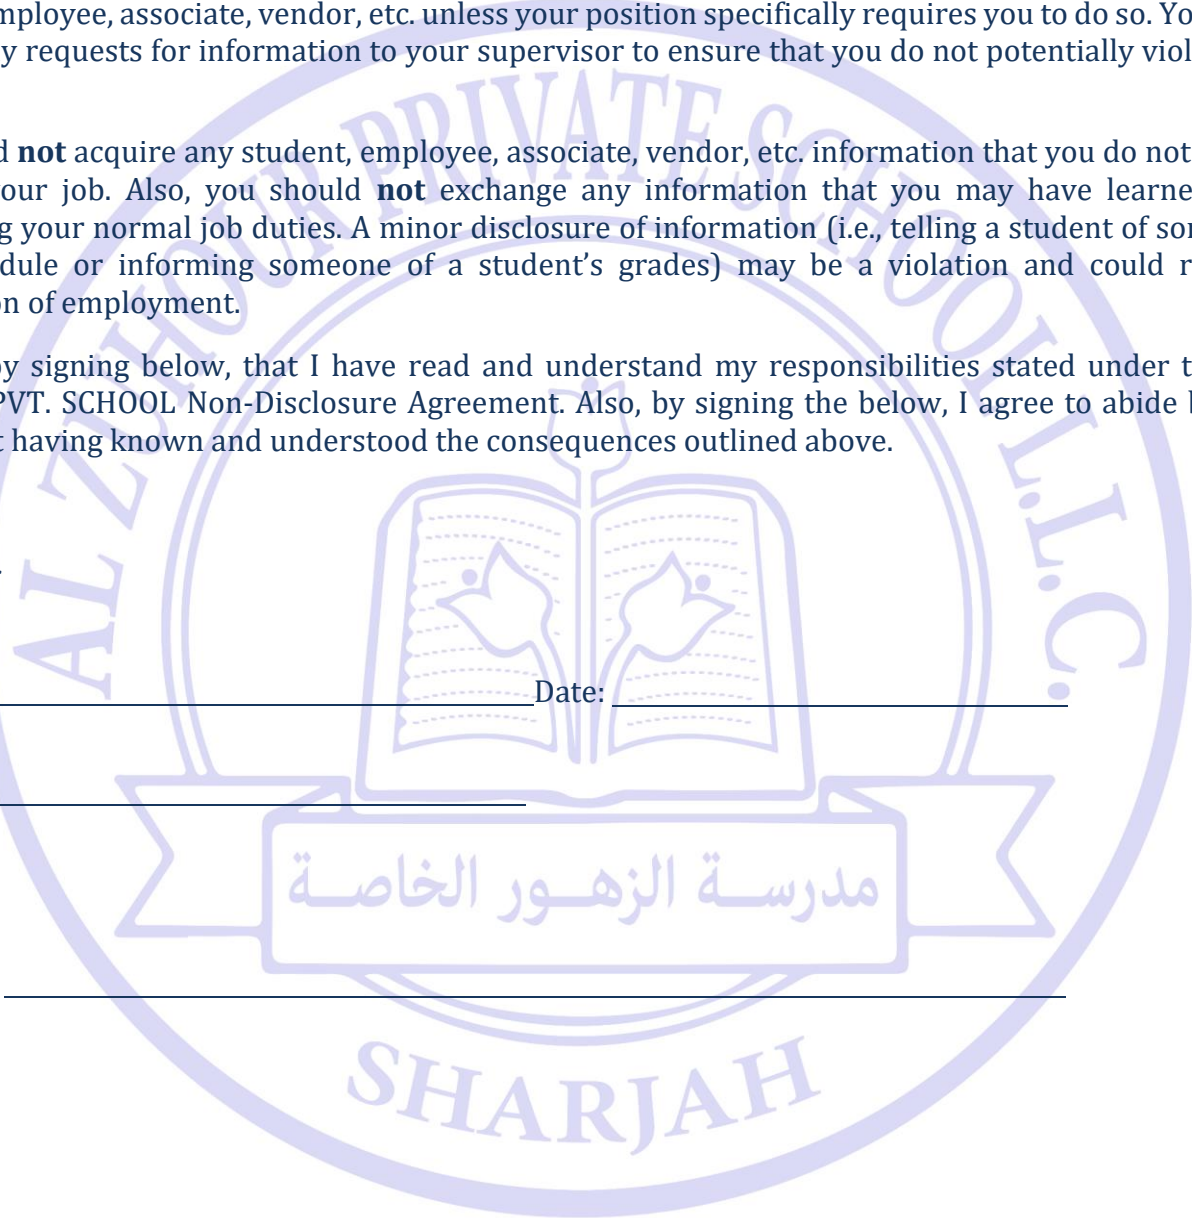 mployee, associate, vendor, etc. unless your position specifically requires you to do so. Yo
y requests for information to your supervisor to ensure that you do not potentially viol
d not acquire any student, employee, associate, vendor, etc. information that you do not
our job. Also, you should not exchange any information that you may have learne
g your normal job duties. A minor disclosure of information (i.e., telling a student of so
dule or informing someone of a student's grades) may be a violation and could r
on of employment.
by signing below, that I have read and understand my responsibilities stated under t
PVT. SCHOOL Non-Disclosure Agreement. Also, by signing the below, I agree to abide b
t having known and understood the consequences outlined above.
Date:
AL ZUHOUR PRIVATE SCHOOL L.L.C.
مدرسة الزهور الخاصة
SHARJAH